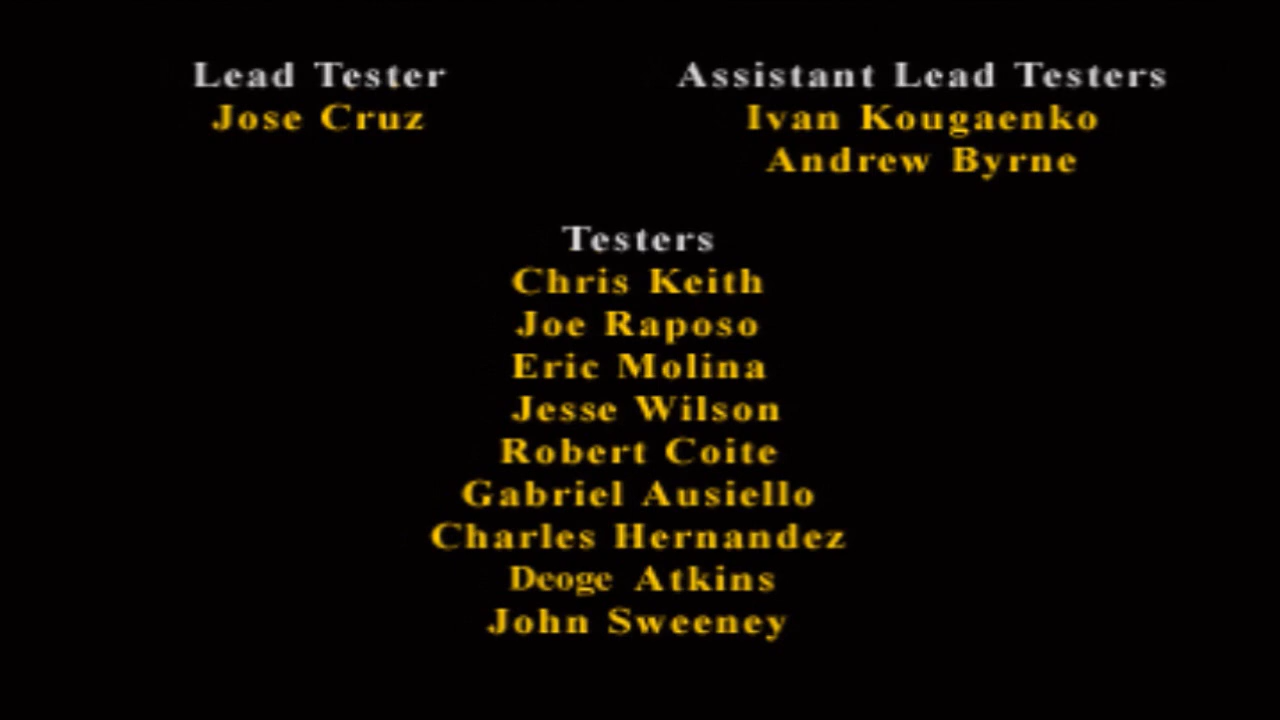 Lead Tester
Jose Cruz
Assistant Lead Testers
Ivan Kougaenko
Andrew Byrne
Testers
Chris Keith
Joe Raposo
Eric Molina
Jesse Wilson
Robert Coite
Gabriel Ausiello
Charles Hernandez
Deoge Atkins
John Sweeney